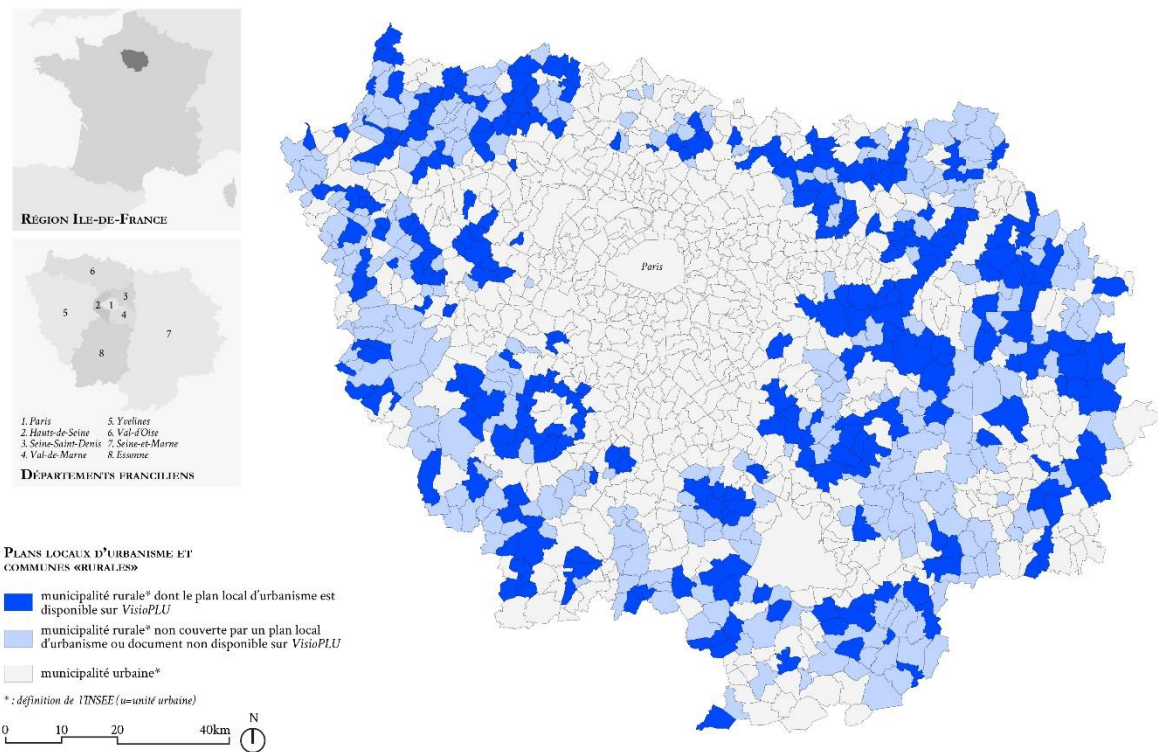 RÉGION ILE-DE-FRANCE
6
3
2
1
4
5
7
8
1. Paris
2. Hauts-de-Seine
3. Seine-Saint-Denis
4. Val-de-Marne
5. Yvelines
6. Val-d'Oise
7. Seine-et-Marne
8. Essonne
DÉPARTEMENTS FRANCILIENS
Paris
PLANS LOCAUX D'URBANISME ET
COMMUNES «RURALES»
municipalité rurale* dont le plan local d'urbanisme est
disponible sur VisioPLU
municipalité rurale* non couverte par un plan local
d'urbanisme ou document non disponible sur VisioPLU
municipalité urbaine*
* : définition de l'INSEE (u=unité urbaine)
0 10 20 40km
N